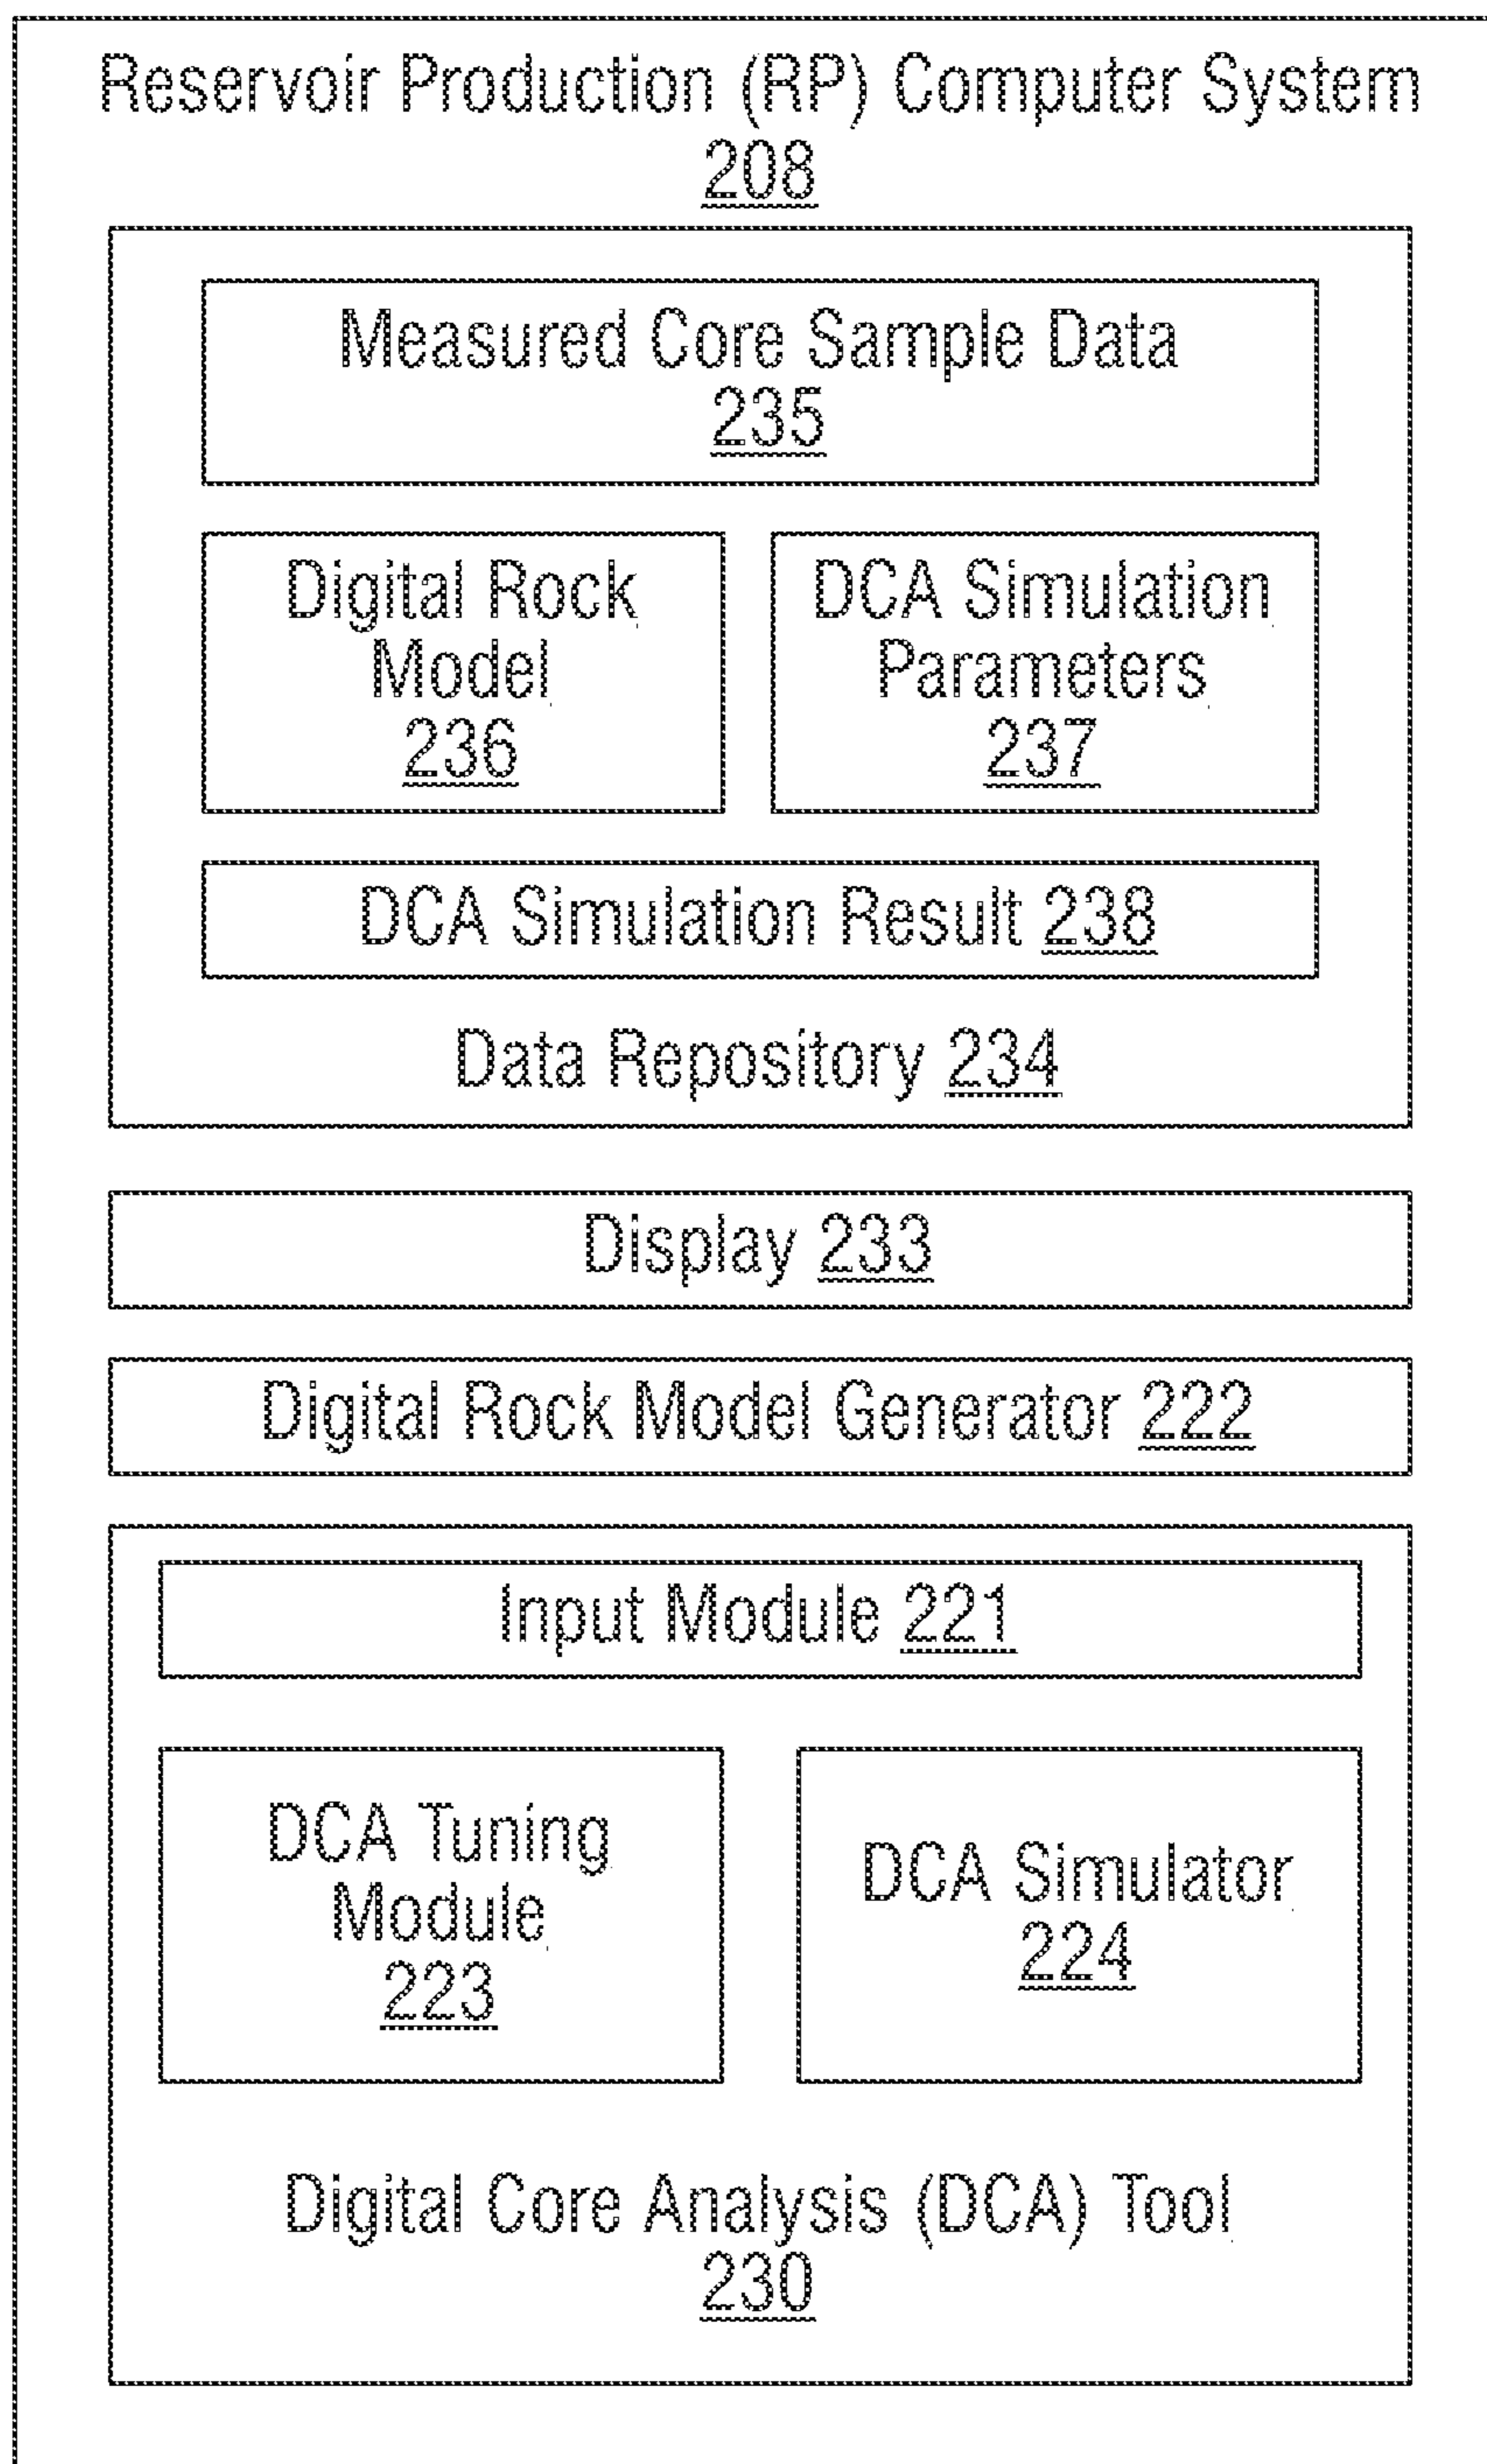 Reservoir Production (RP) Computer System
208
Measured Core Sample Data
235
Digital Rock
Model
236
DCA Simulation
Parameters
237
DCA Simulation Result 238
Data Repository 234
Display 233
Digital Rock Model Generator 222
Input Module 221
DCA Tuning
Module
223
DCA Simulator
224
Digital Core Analysis (DCA) Tool
230